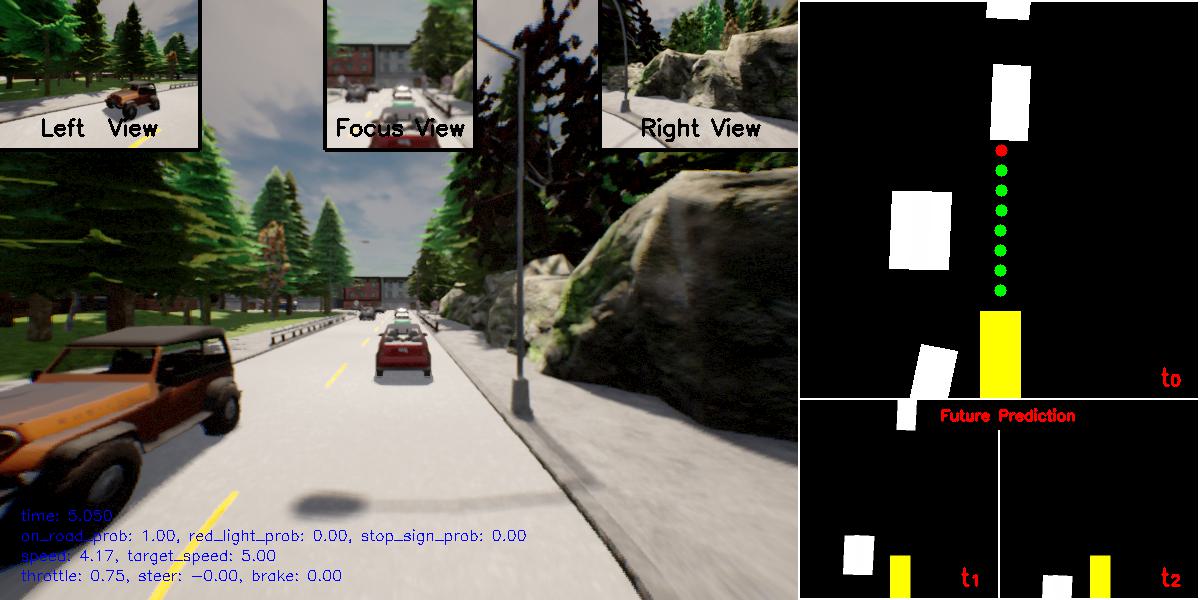 Left View
Focus View
Right View
t0
Future Prediction
time: 5.050
on_road_prob: 1.00, red_light_prob: 0.00, stop_sign_prob: 0.00
speed: 4.17, target_speed: 5.00
throttle: 0.75, steer: −0.00, brake: 0.00
t1
t2